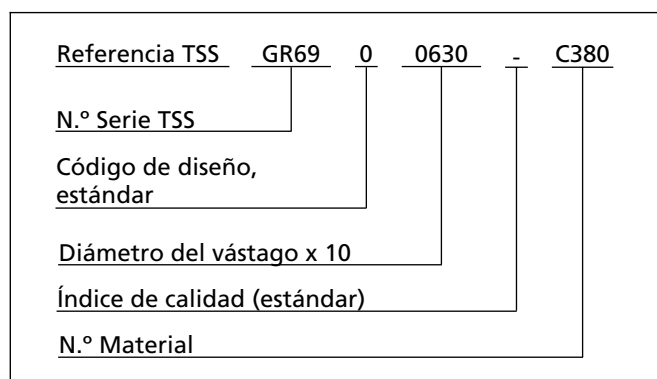 Referencia TSS GR69 0 0630 - C380
N.º Serie TSS
Código de diseño,
estándar
Diámetro del vástago x 10
Índice de calidad (estándar)
N.º Material